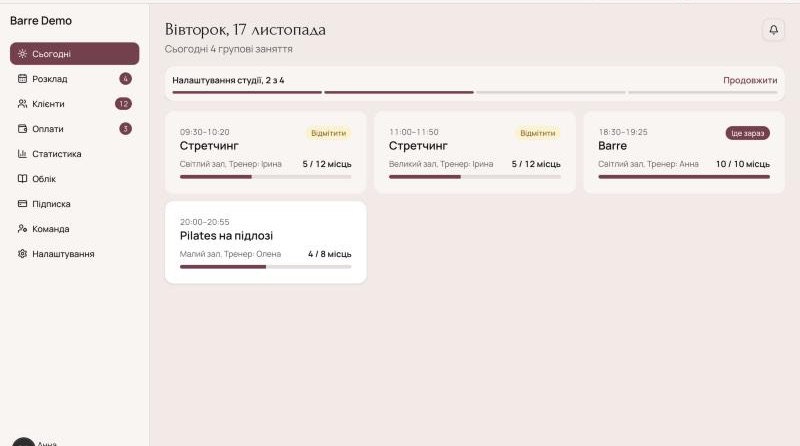 Barre Demo
Сьогодні
Розклад 4
Клієнти 12
Оплати 3
Статистика
Облік
Підписка
Команда
Налаштування
Анна
Вівторок, 17 листопада
Сьогодні 4 групові заняття
Налаштування студії, 2 з 4 Продовжити
09:30–10:20 Відмітити
Стретчинг
Світлий зал, Тренер: Ірина 5 / 12 місць
11:00–11:50 Відмітити
Стретчинг
Великий зал, Тренер: Ірина 5 / 12 місць
18:30–19:25 Іде зараз
Barre
Світлий зал, Тренер: Анна 10 / 10 місць
20:00–20:55
Pilates на підлозі
Малий зал, Тренер: Олена 4 / 8 місць